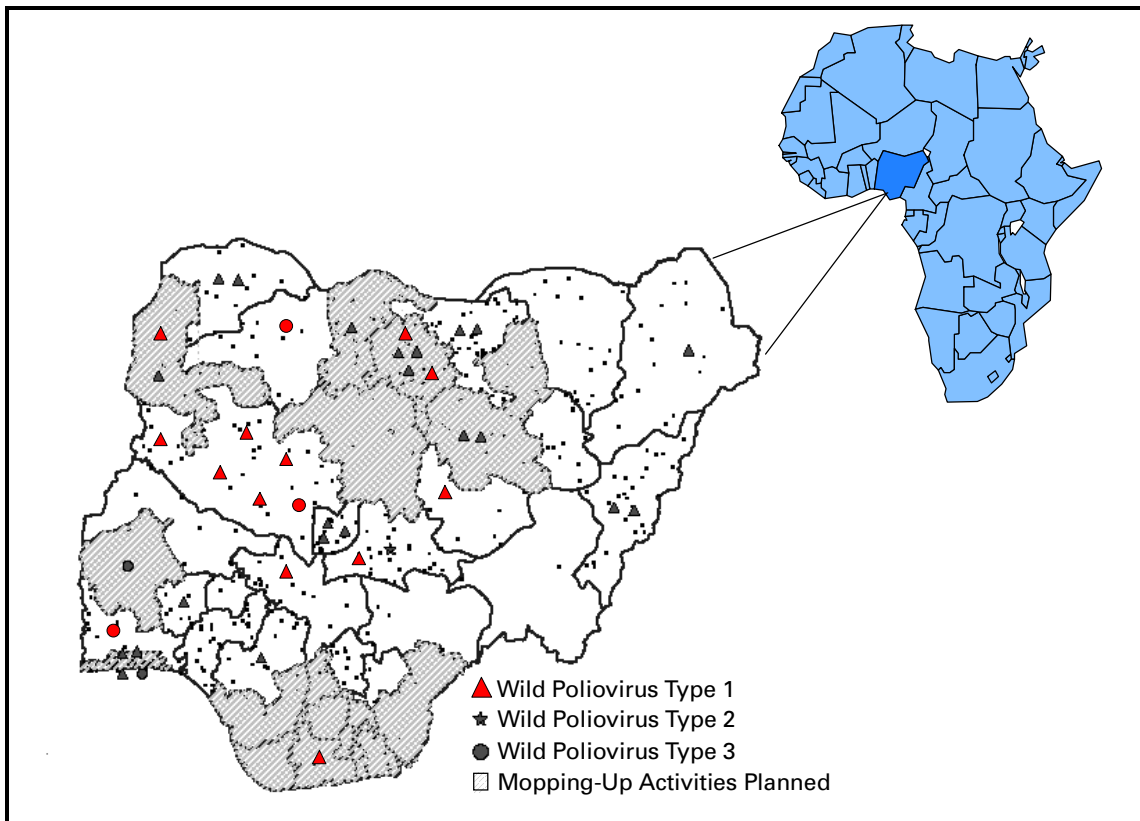 Wild Poliovirus Type 1
Wild Poliovirus Type 2
Wild Poliovirus Type 3
Mopping-Up Activities Planned